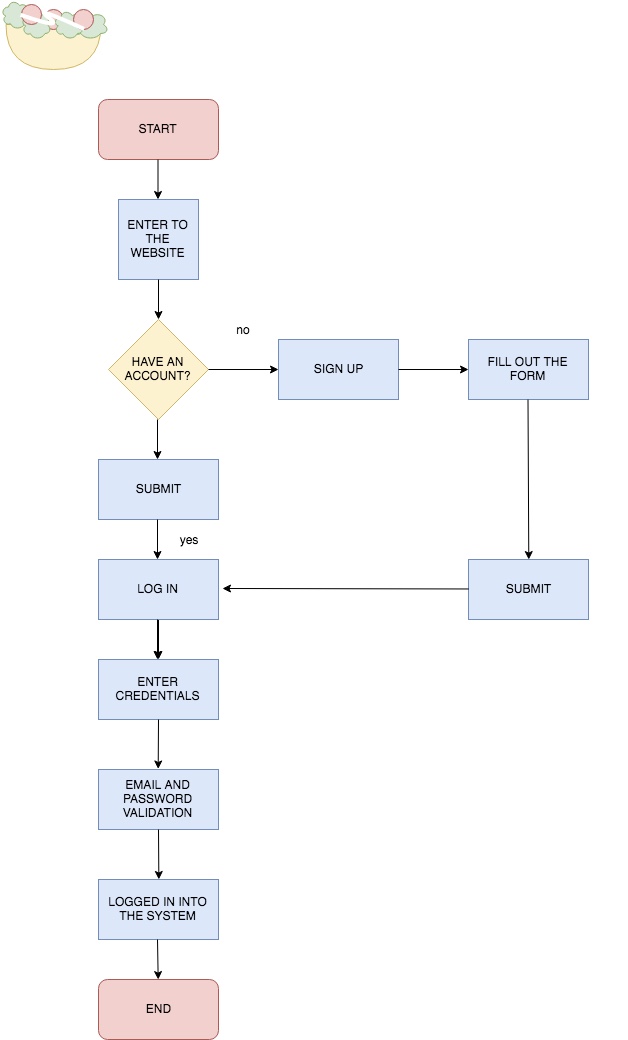 START
ENTER TO
THE
WEBSITE
no
HAVE AN
ACCOUNT?
SIGN UP
FILL OUT THE
FORM
SUBMIT
yes
LOG IN
SUBMIT
ENTER
CREDENTIALS
EMAIL AND
PASSWORD
VALIDATION
LOGGED IN INTO
THE SYSTEM
END